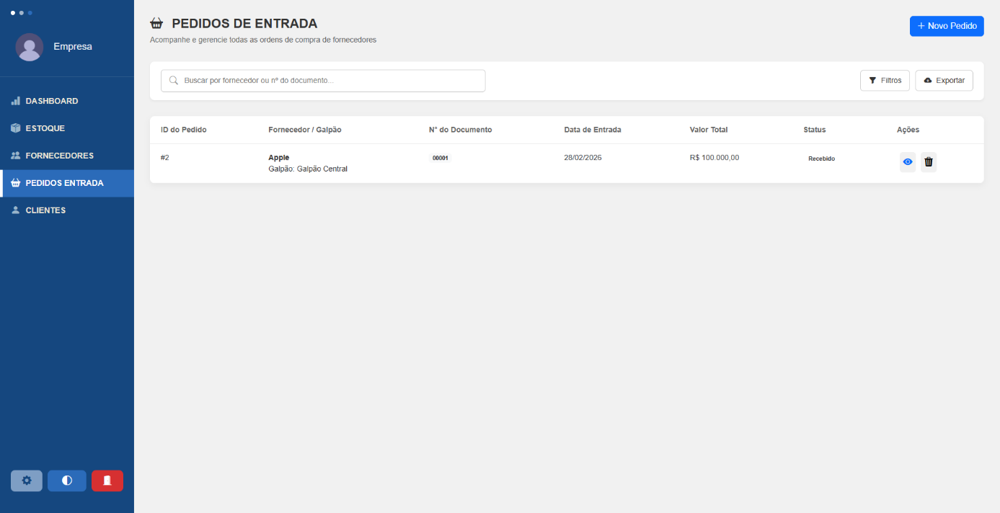 Empresa
DASHBOARD
ESTOQUE
FORNECEDORES
PEDIDOS ENTRADA
CLIENTES
PEDIDOS DE ENTRADA
Acompanhe e gerencie todas as ordens de compra de fornecedores
+ Novo Pedido
Buscar por fornecedor ou nº do documento...
Filtros
Exportar
ID do Pedido Fornecedor / Galpão N° do Documento Data de Entrada Valor Total Status Ações
#2 Apple 00001 28/02/2026 R$ 100.000,00 Recebido
Galpão: Galpão Central